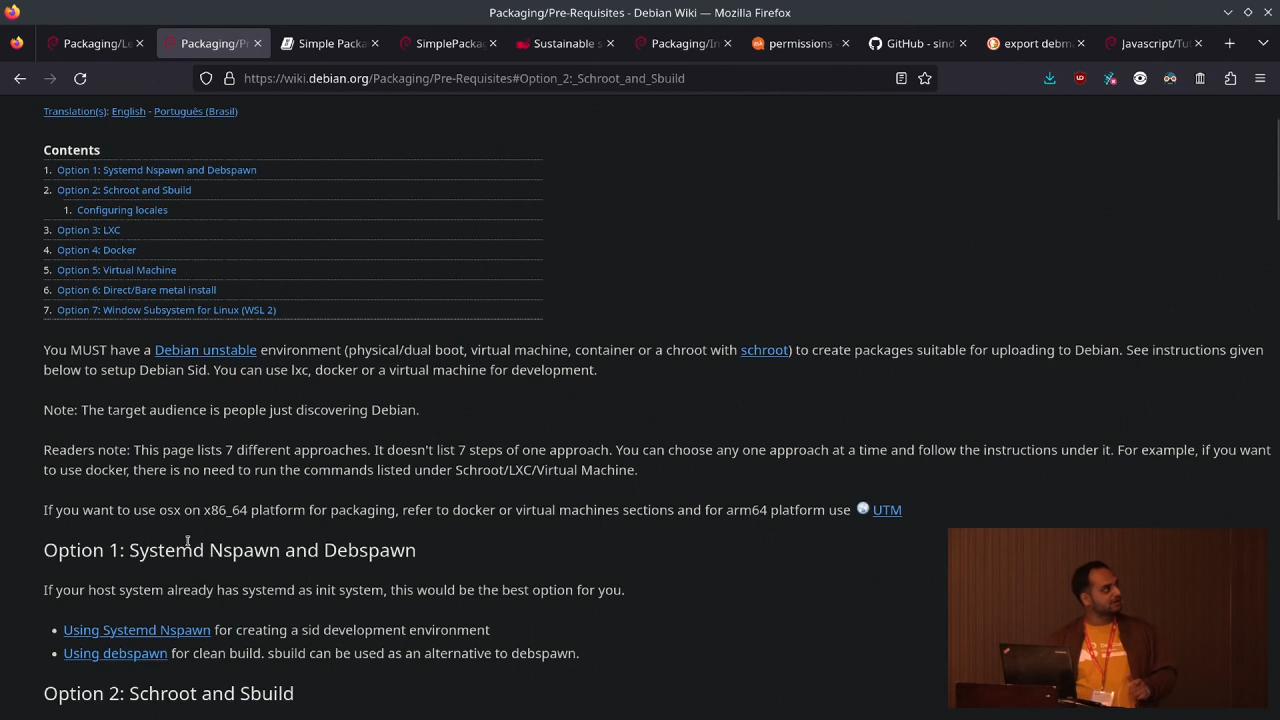 Packaging/Pre-Requisites - Debian Wiki — Mozilla Firefox
Packaging/Le
Packaging/Pr
Simple Packa
SimplePackag
Sustainable s
Packaging/In
permissions -
GitHub - sind
export debma
Javascript/Tut
https://wiki.debian.org/Packaging/Pre-Requisites#Option_2:_Schroot_and_Sbuild
Translation(s): English - Português (Brasil)
Contents
1. Option 1: Systemd Nspawn and Debspawn
2. Option 2: Schroot and Sbuild
1. Configuring locales
3. Option 3: LXC
4. Option 4: Docker
5. Option 5: Virtual Machine
6. Option 6: Direct/Bare metal install
7. Option 7: Window Subsystem for Linux (WSL 2)
You MUST have a Debian unstable environment (physical/dual boot, virtual machine, container or a chroot with schroot) to create packages suitable for uploading to Debian. See instructions given
below to setup Debian Sid. You can use lxc, docker or a virtual machine for development.
Note: The target audience is people just discovering Debian.
Readers note: This page lists 7 different approaches. It doesn't list 7 steps of one approach. You can choose any one approach at a time and follow the instructions under it. For example, if you want
to use docker, there is no need to run the commands listed under Schroot/LXC/Virtual Machine.
If you want to use osx on x86_64 platform for packaging, refer to docker or virtual machines sections and for arm64 platform use UTM
Option 1: Systemd Nspawn and Debspawn
If your host system already has systemd as init system, this would be the best option for you.
• Using Systemd Nspawn for creating a sid development environment
• Using debspawn for clean build. sbuild can be used as an alternative to debspawn.
Option 2: Schroot and Sbuild